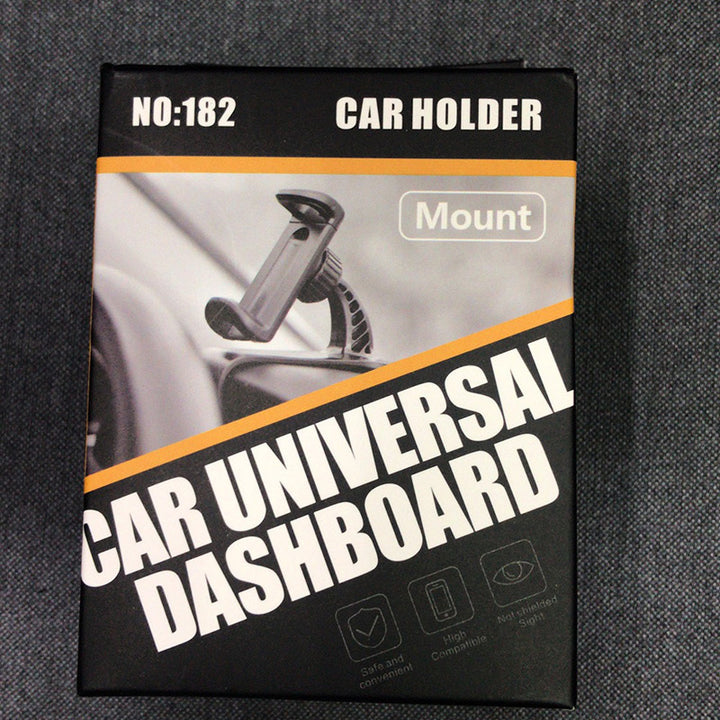 NO:182 CAR HOLDER
Mount
CAR UNIVERSAL
DASHBOARD
Safe and
convenient
High
Compatible
Not shielded
Sight